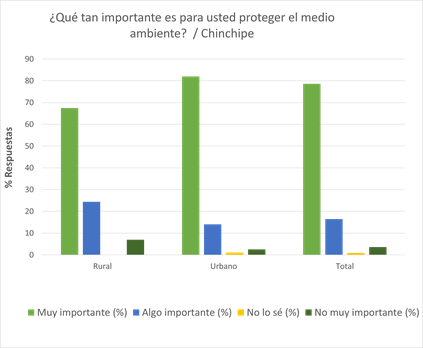 ¿Qué tan importante es para usted proteger el medio
ambiente? / Chinchipe
90
80
70
60
50
40
30
20
10
0
% Respuestas
Rural
Urbano
Total
Muy importante (%)
Algo importante (%)
No lo sé (%)
No muy importante (%)